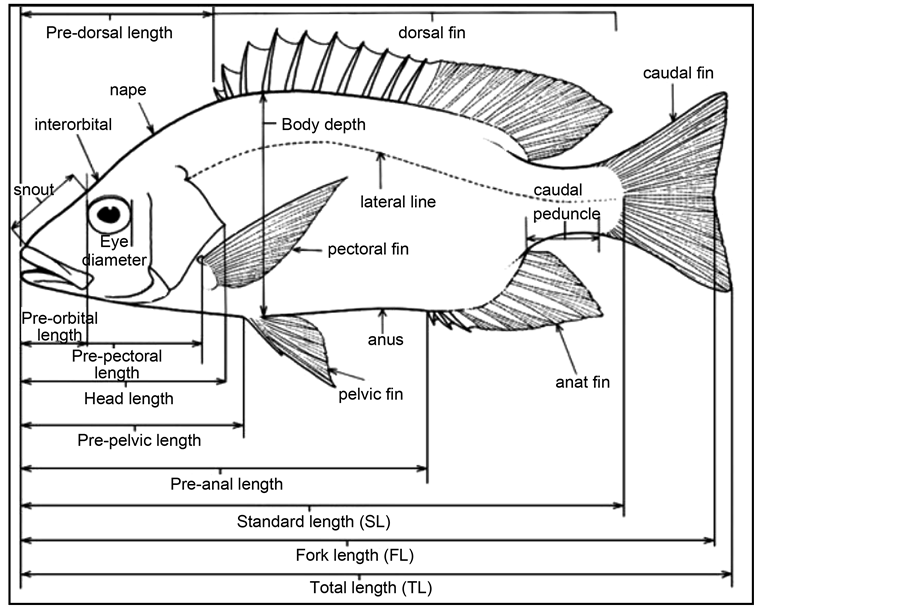 Pre-dorsal length
dorsal fin
caudal fin
nape
interorbital
Body depth
snout
lateral line
caudal
peduncle
Eye
diameter
pectoral fin
Pre-orbital
length
anus
Pre-pectoral
length
anat fin
Head length
pelvic fin
Pre-pelvic length
Pre-anal length
Standard length (SL)
Fork length (FL)
Total length (TL)